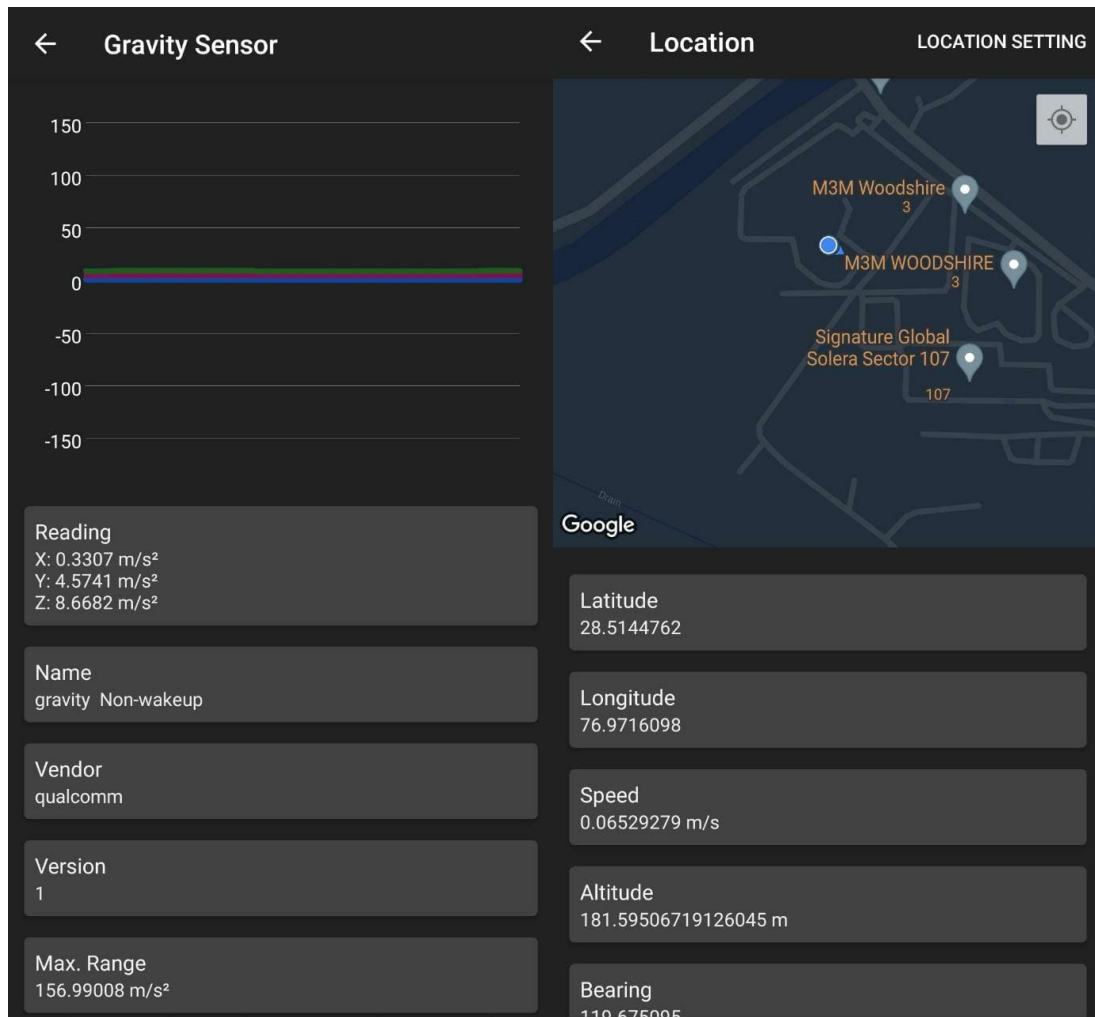 Gravity Sensor
150
100
50
0
-50
-100
-150
Reading
X: 0.3307 m/s²
Y: 4.5741 m/s²
Z: 8.6682 m/s²
Name
gravity Non-wakeup
Vendor
qualcomm
Version
1
Max. Range
156.99008 m/s²
Location
LOCATION SETTING
M3M Woodshire
3
M3M WOODSHIRE
3
Signature Global
Solera Sector 107
107
Drain
Google
Latitude
28.5144762
Longitude
76.9716098
Speed
0.06529279 m/s
Altitude
181.59506719126045 m
Bearing